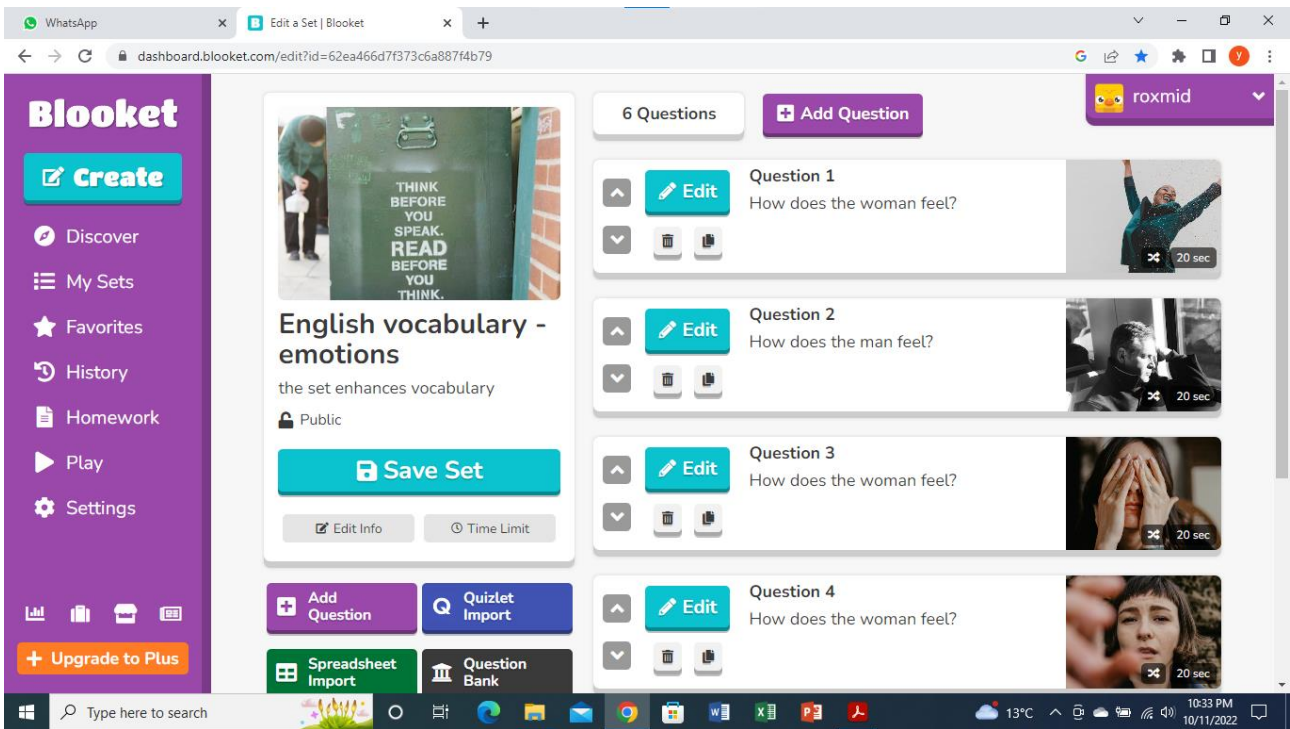 WhatsApp
Edit a Set | Blooket
dashboard.blooket.com/edit?id=62ea466d7f373c6a887f4b79
G
y
Blooket
Create
Discover
My Sets
Favorites
History
Homework
Play
Settings
Upgrade to Plus
THINK
BEFORE
YOU
SPEAK.
READ
BEFORE
YOU
THINK.
English vocabulary -
emotions
the set enhances vocabulary
Public
Save Set
Edit Info
Time Limit
Add
Question
Quizlet
Import
Spreadsheet
Import
Question
Bank
6 Questions
Add Question
roxmid
Edit
Question 1
How does the woman feel?
20 sec
Edit
Question 2
How does the man feel?
20 sec
Edit
Question 3
How does the woman feel?
20 sec
Edit
Question 4
How does the woman feel?
20 sec
Type here to search
13°C
10:33 PM
10/11/2022